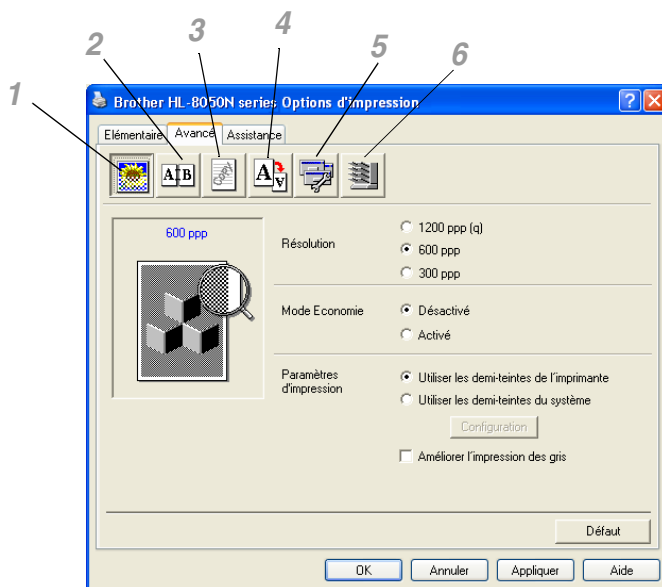 1 2 3 4 5 6
Brother HL-8050N series Options d'impression
Elémentaire Avancé Assistance
A B A A
600 ppp
Résolution
1200 ppp (q)
600 ppp
300 ppp
Mode Economie
Désactivé
Activé
Paramètres
d'impression
Utiliser les demi-teintes de l'imprimante
Utiliser les demi-teintes du système
Configuration
Améliorer l'impression des gris
Défaut
OK Annuler Appliquer Aide